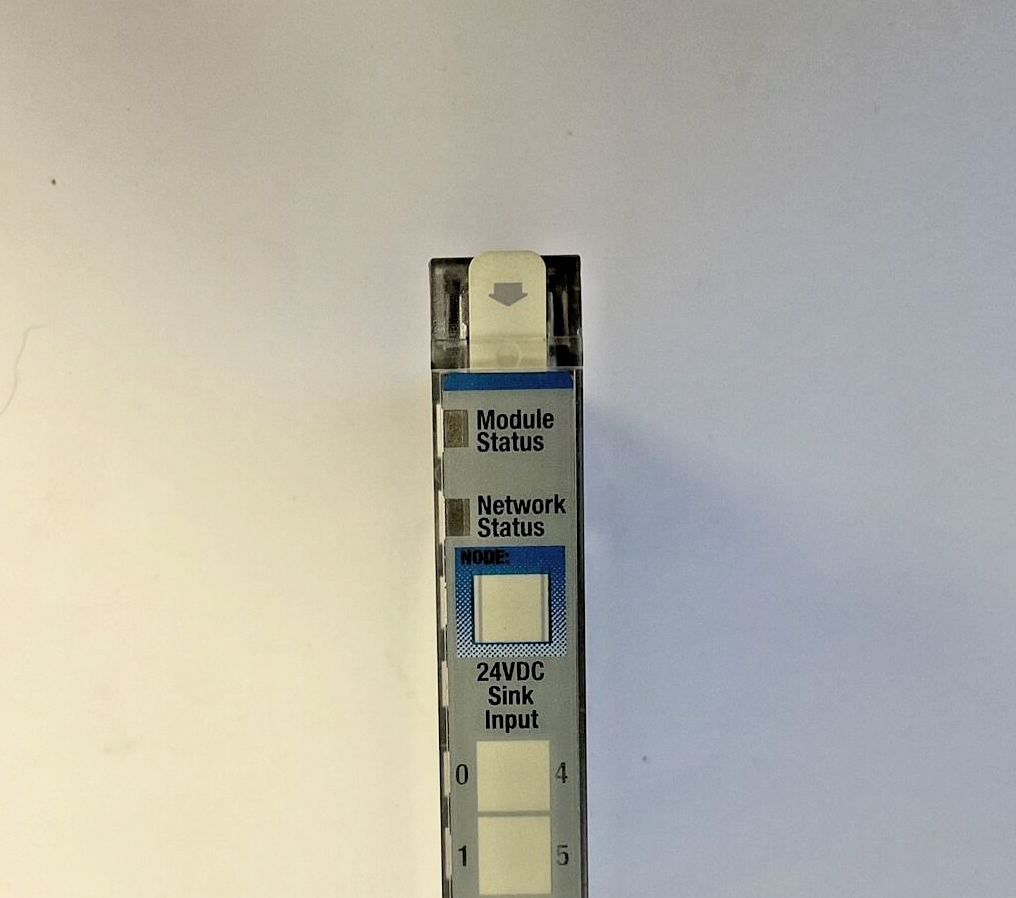 Module
Status
Network
Status
NODE:
24VDC
Sink
Input
0 4
1 5